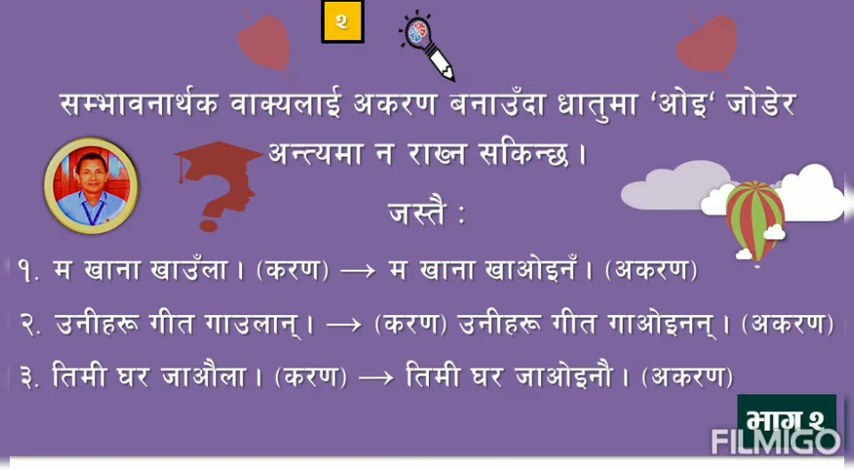 २
सम्भावनार्थक वाक्यलाई अकरण बनाउँदा धातुमा ‘ओइ‘ जोडेर
अन्त्यमा न राख्न सकिन्छ ।
जस्तै :
१. म खाना खाउँला । (करण) → म खाना खाओइनँ । (अकरण)
२. उनीहरू गीत गाउलान् । → (करण) उनीहरू गीत गाओइनन् । (अकरण)
३. तिमी घर जाऔला । (करण) → तिमी घर जाओइनौ । (अकरण)
भाग २
FILMIGO